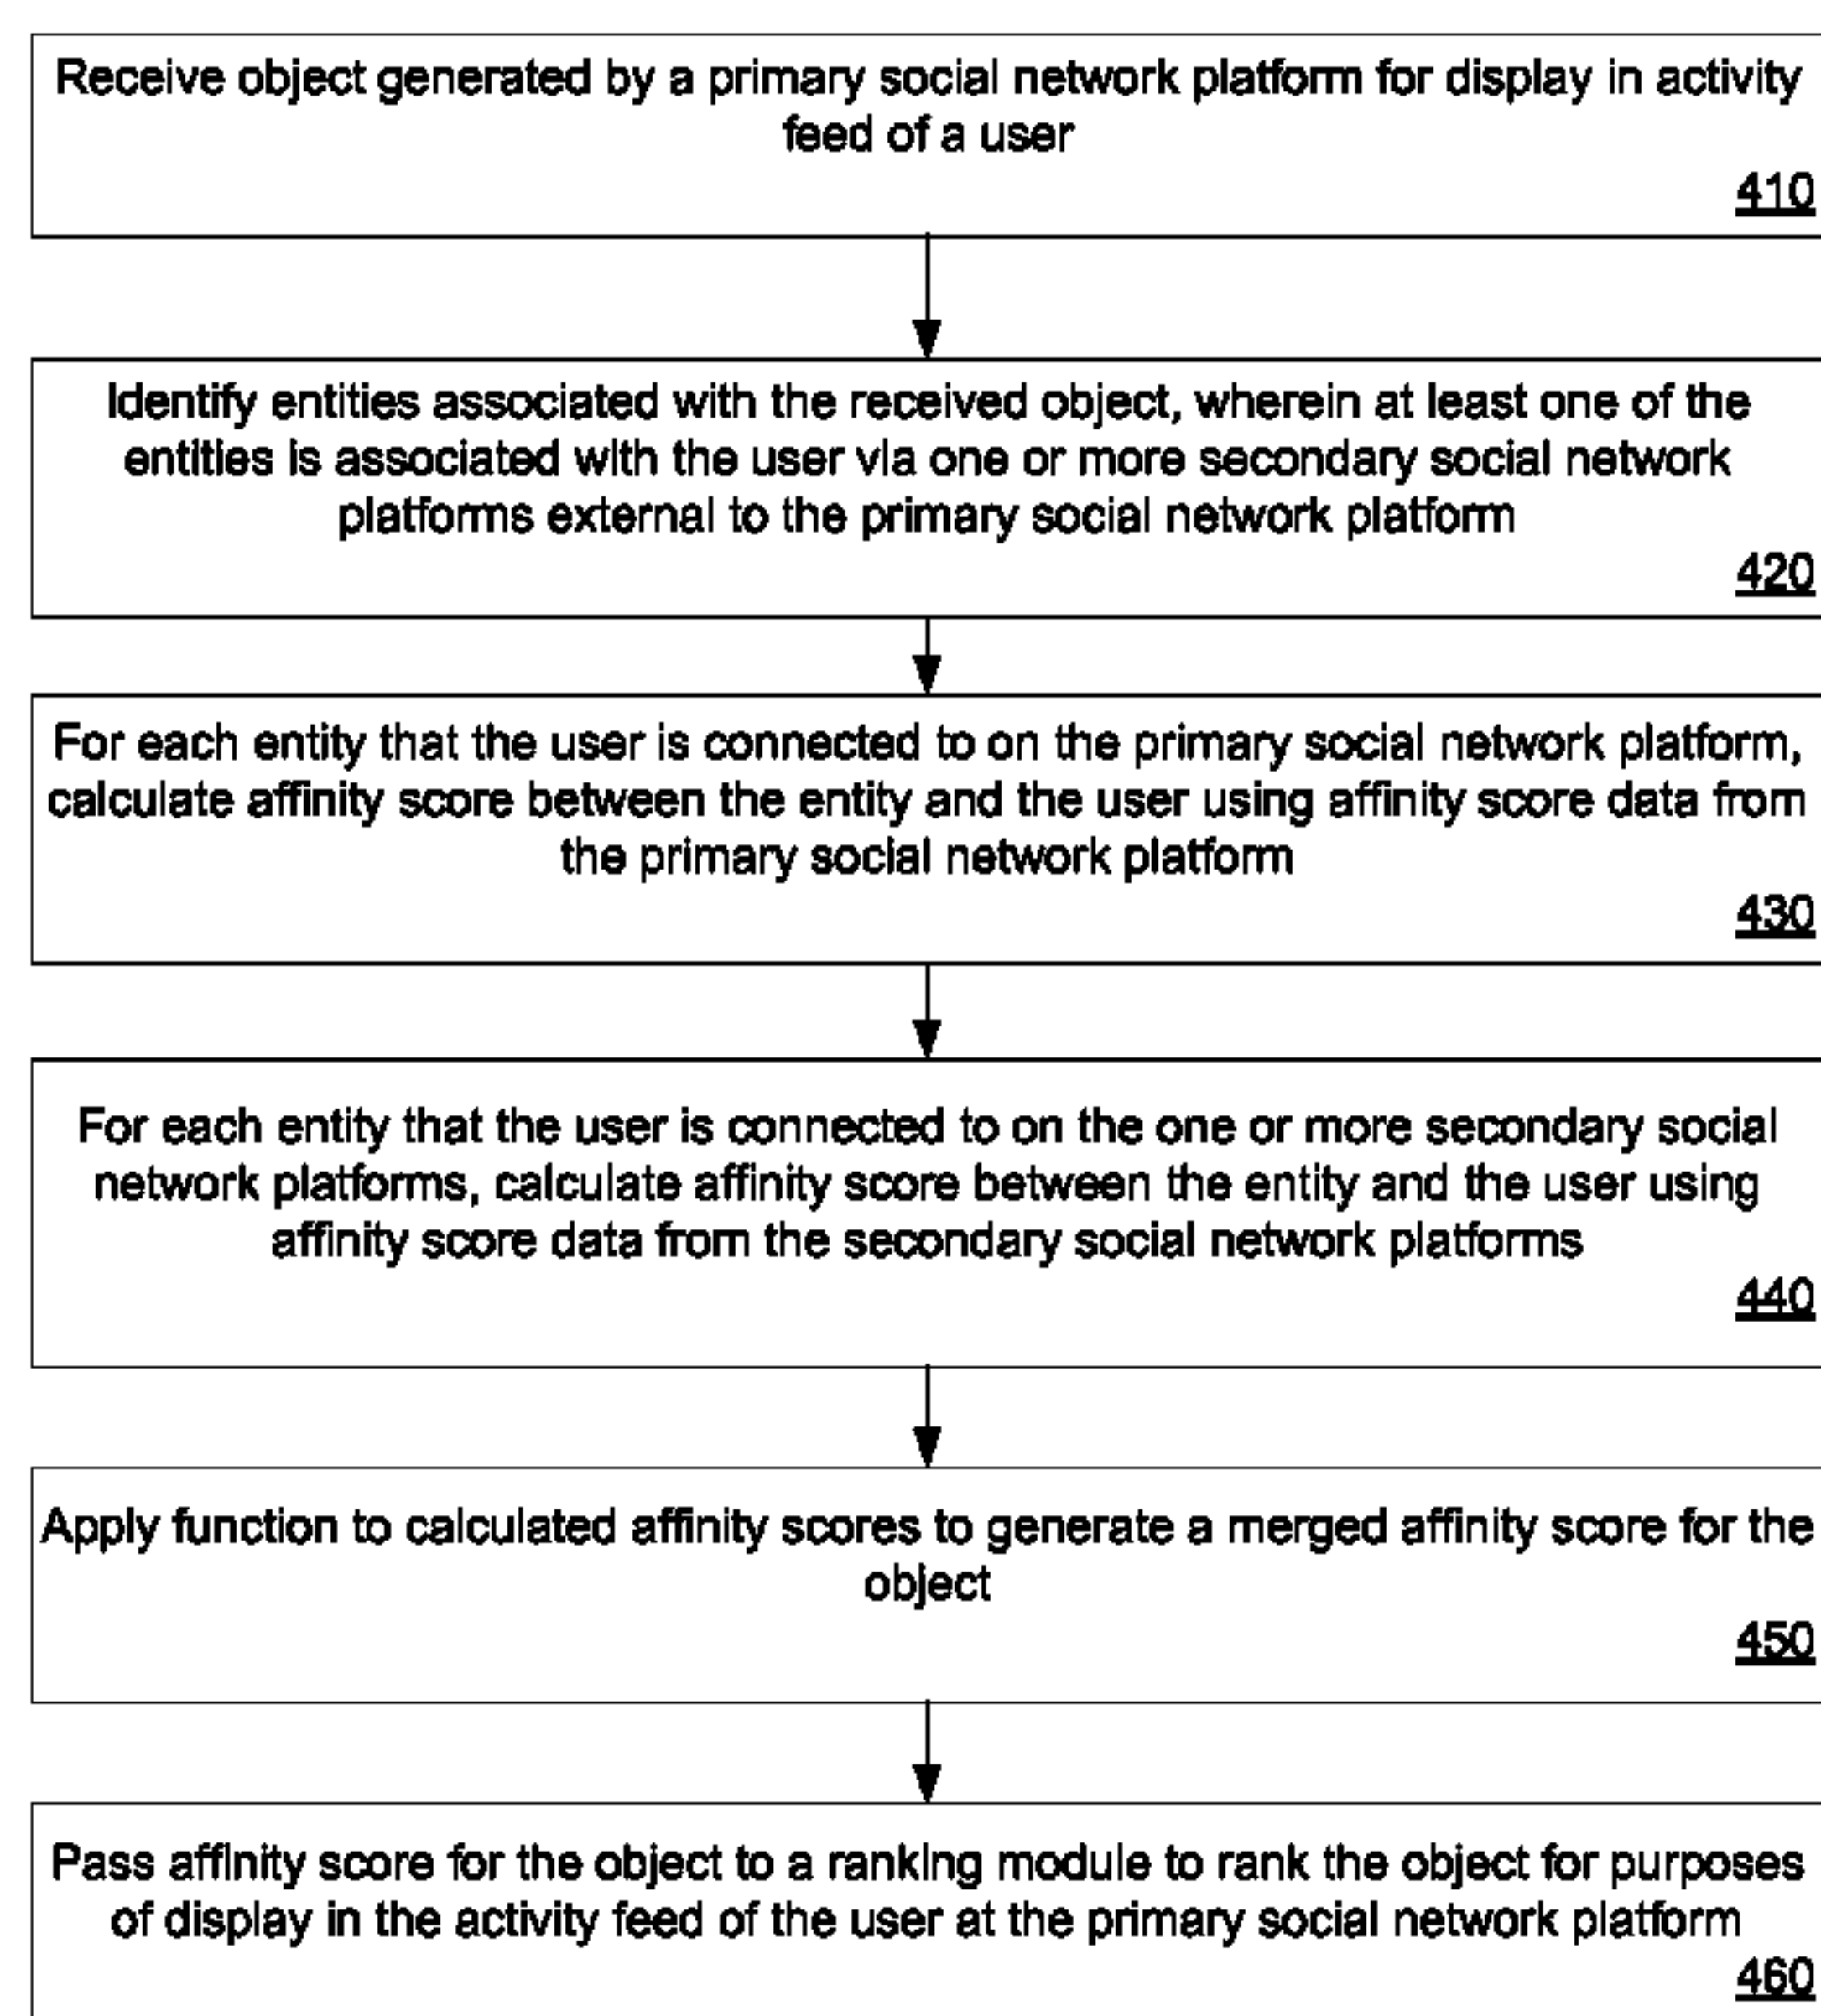 Receive object generated by a primary social network platform for display in activity
feed of a user
410
Identify entities associated with the received object, wherein at least one of the
entities is associated with the user via one or more secondary social network
platforms external to the primary social network platform
420
For each entity that the user is connected to on the primary social network platform,
calculate affinity score between the entity and the user using affinity score data from
the primary social network platform
430
For each entity that the user is connected to on the one or more secondary social
network platforms, calculate affinity score between the entity and the user using
affinity score data from the secondary social network platforms
440
Apply function to calculated affinity scores to generate a merged affinity score for the
object
450
Pass affinity score for the object to a ranking module to rank the object for purposes
of display in the activity feed of the user at the primary social network platform
460